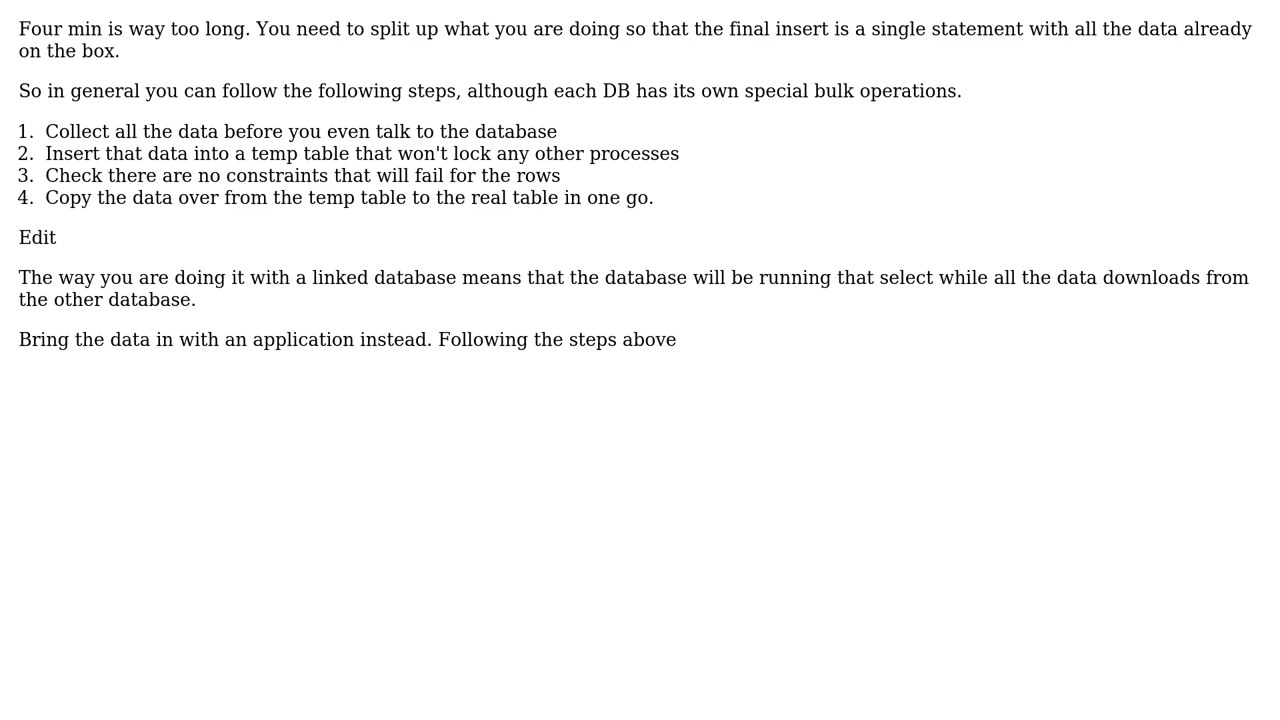 Four min is way too long. You need to split up what you are doing so that the final insert is a single statement with all the data already
on the box.
So in general you can follow the following steps, although each DB has its own special bulk operations.
1. Collect all the data before you even talk to the database
2. Insert that data into a temp table that won't lock any other processes
3. Check there are no constraints that will fail for the rows
4. Copy the data over from the temp table to the real table in one go.
Edit
The way you are doing it with a linked database means that the database will be running that select while all the data downloads from
the other database.
Bring the data in with an application instead. Following the steps above